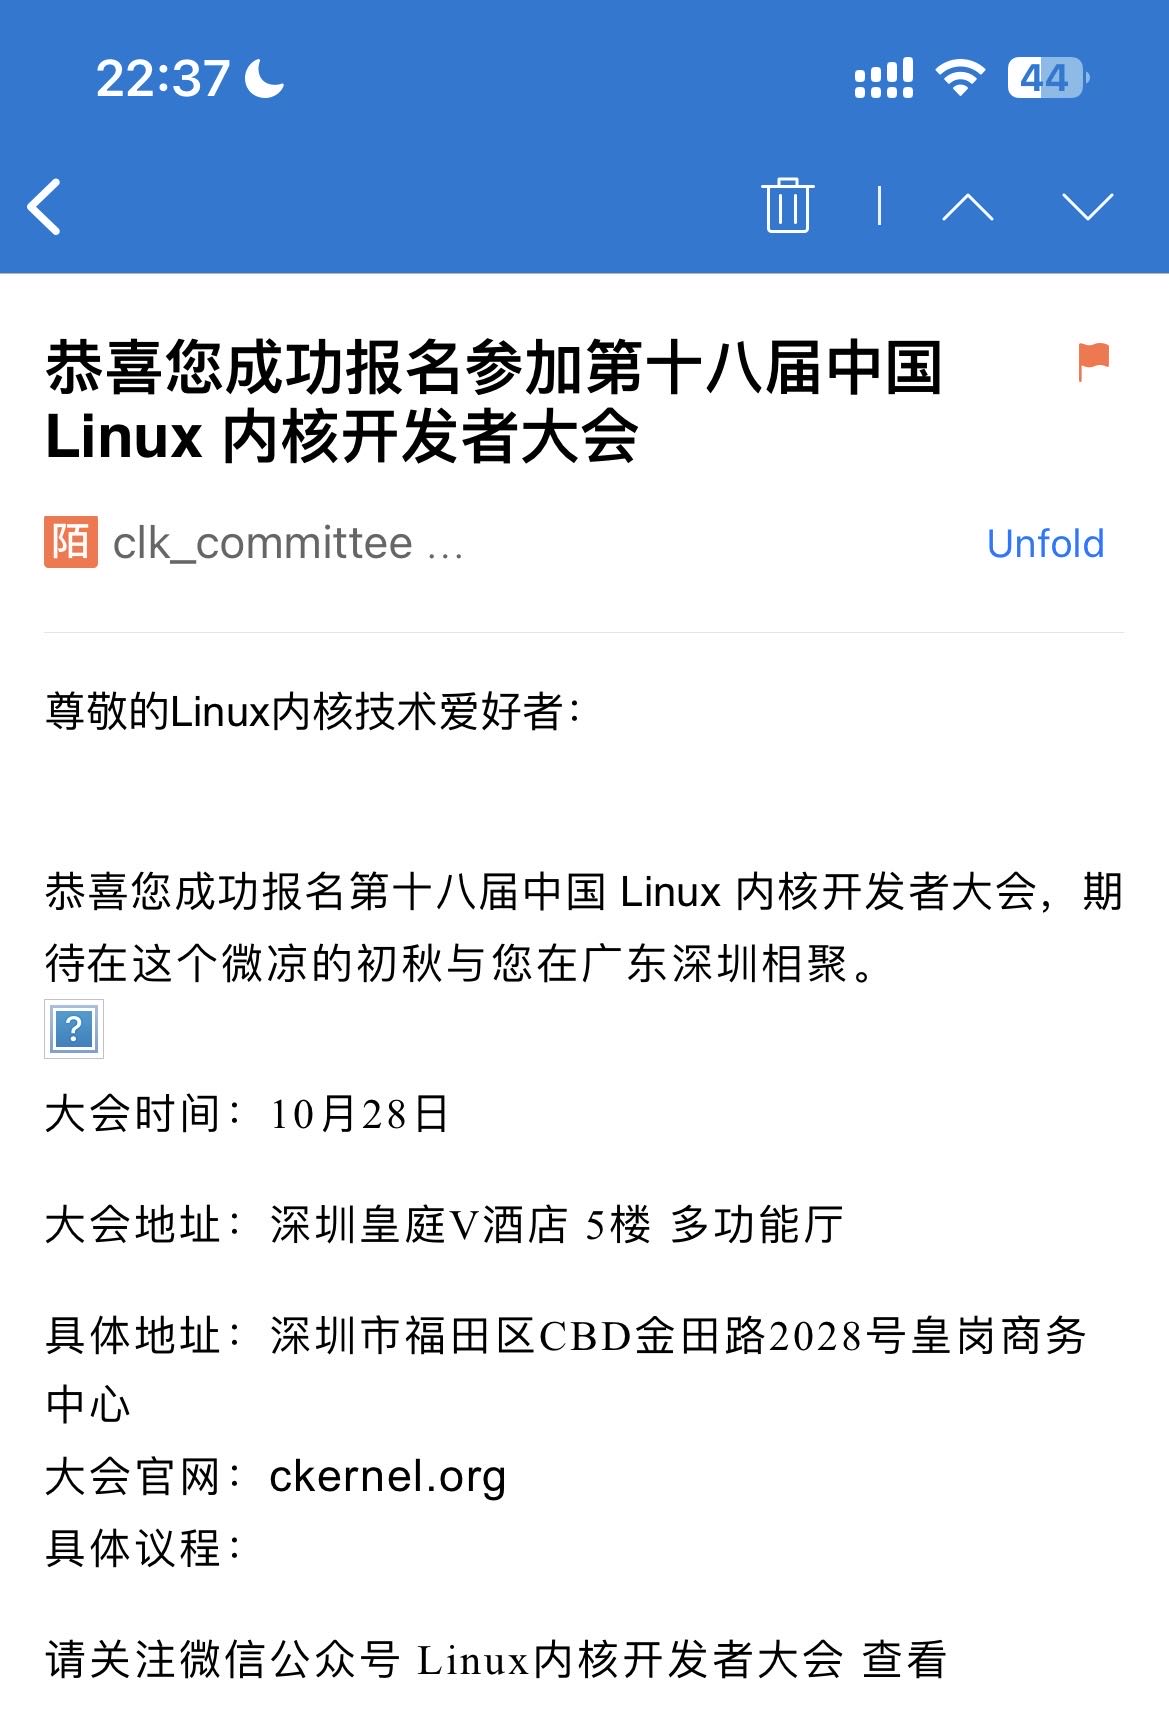 22:37
44
恭喜您成功报名参加第十八届中国
Linux 内核开发者大会
陌 clk_committee ...
Unfold
尊敬的Linux内核技术爱好者：
恭喜您成功报名第十八届中国 Linux 内核开发者大会，期
待在这个微凉的初秋与您在广东深圳相聚。
?
大会时间：10月28日
大会地址：深圳皇庭V酒店 5楼 多功能厅
具体地址：深圳市福田区CBD金田路2028号皇岗商务
中心
大会官网：ckernel.org
具体议程：
请关注微信公众号 Linux内核开发者大会 查看